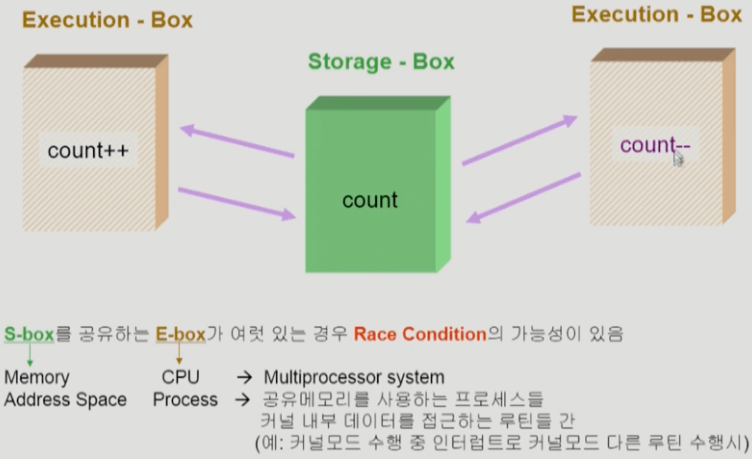 Execution - Box
Execution - Box
Storage - Box
count++
count--
count
S-box를 공유하는 E-box가 여럿 있는 경우 Race Condition의 가능성이 있음
Memory CPU → Multiprocessor system
Address Space Process → 공유메모리를 사용하는 프로세스들
커널 내부 데이터를 접근하는 루틴들 간
(예: 커널모드 수행 중 인터럽트로 커널모드 다른 루틴 수행시)